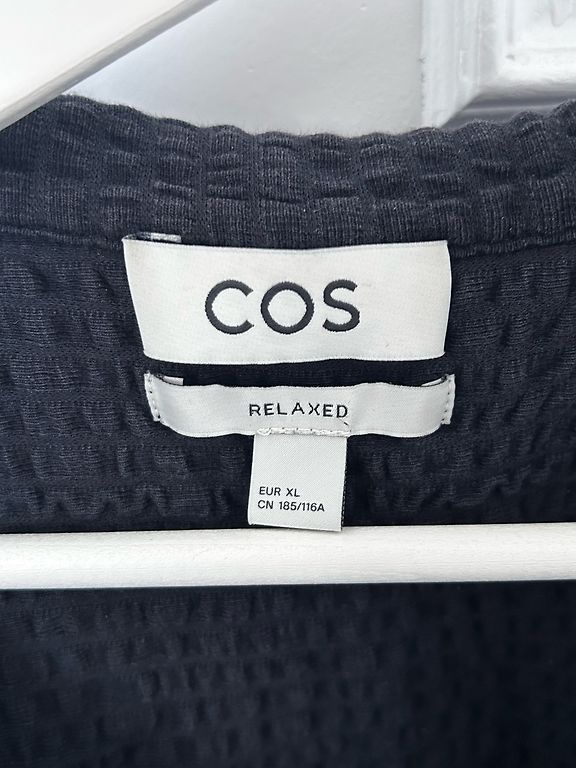 COS
RELAXED
EUR XL
CN 185/116A